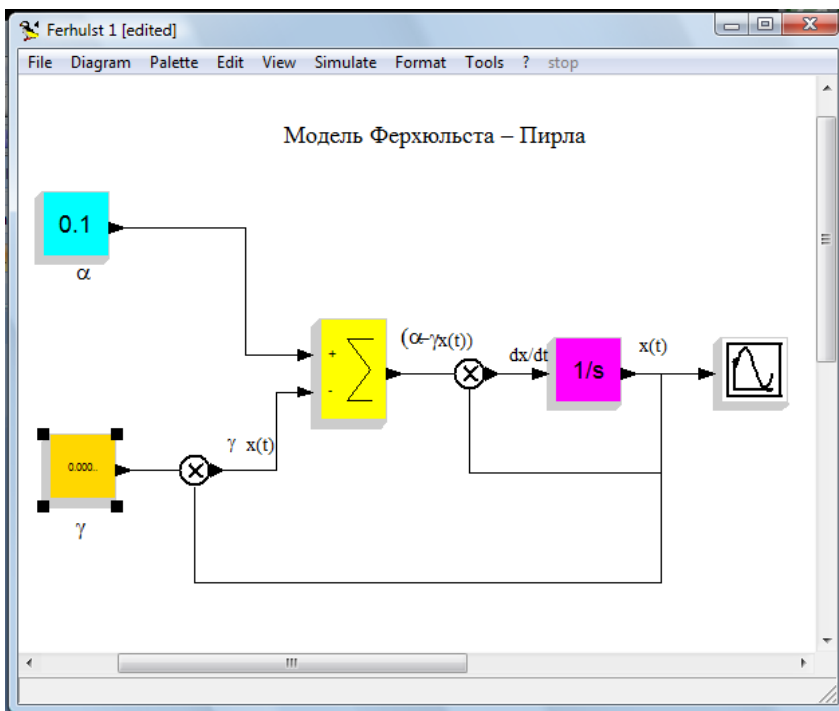 Ferhulst 1 [edited]
File Diagram Palette Edit View Simulate Format Tools ? stop
Модель Ферхюльста – Пирла
0.1
α
+
-
(α–γx(t))
dx/dt
1/s
x(t)
0.000..
γ x(t)
γ